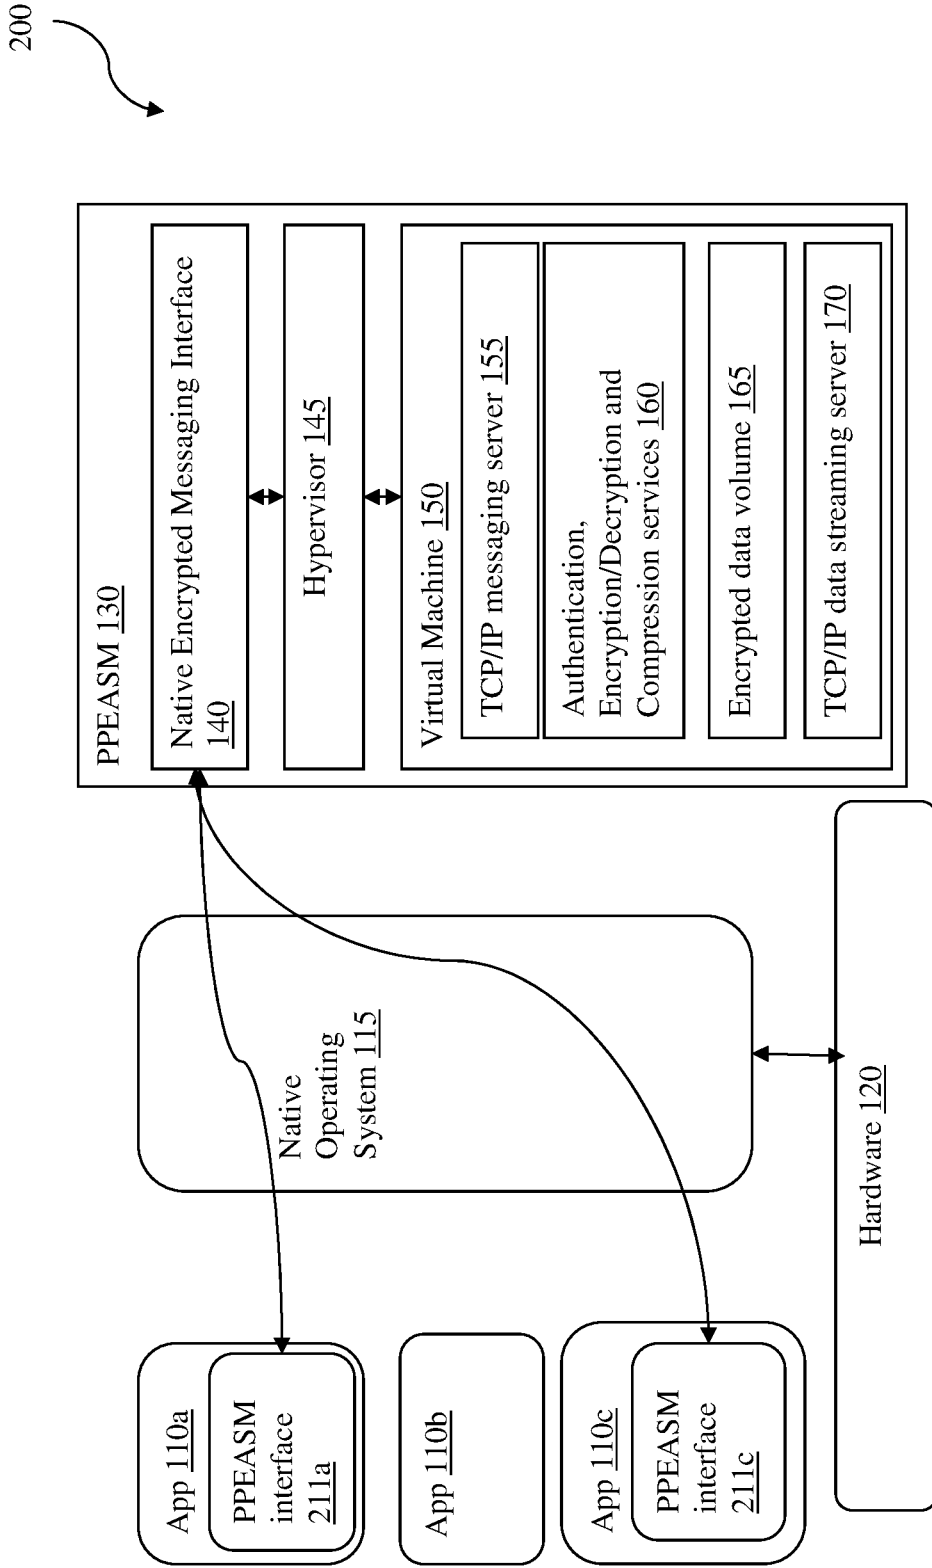 200
PPEASM 130
Native Encrypted Messaging Interface
140
Hypervisor 145
Virtual Machine 150
TCP/IP messaging server 155
Authentication,
Encryption/Decryption and
Compression services 160
Encrypted data volume 165
TCP/IP data streaming server 170
Native
Operating
System 115
Hardware 120
App 110a
PPEASM
interface
211a
App 110b
App 110c
PPEASM
interface
211c